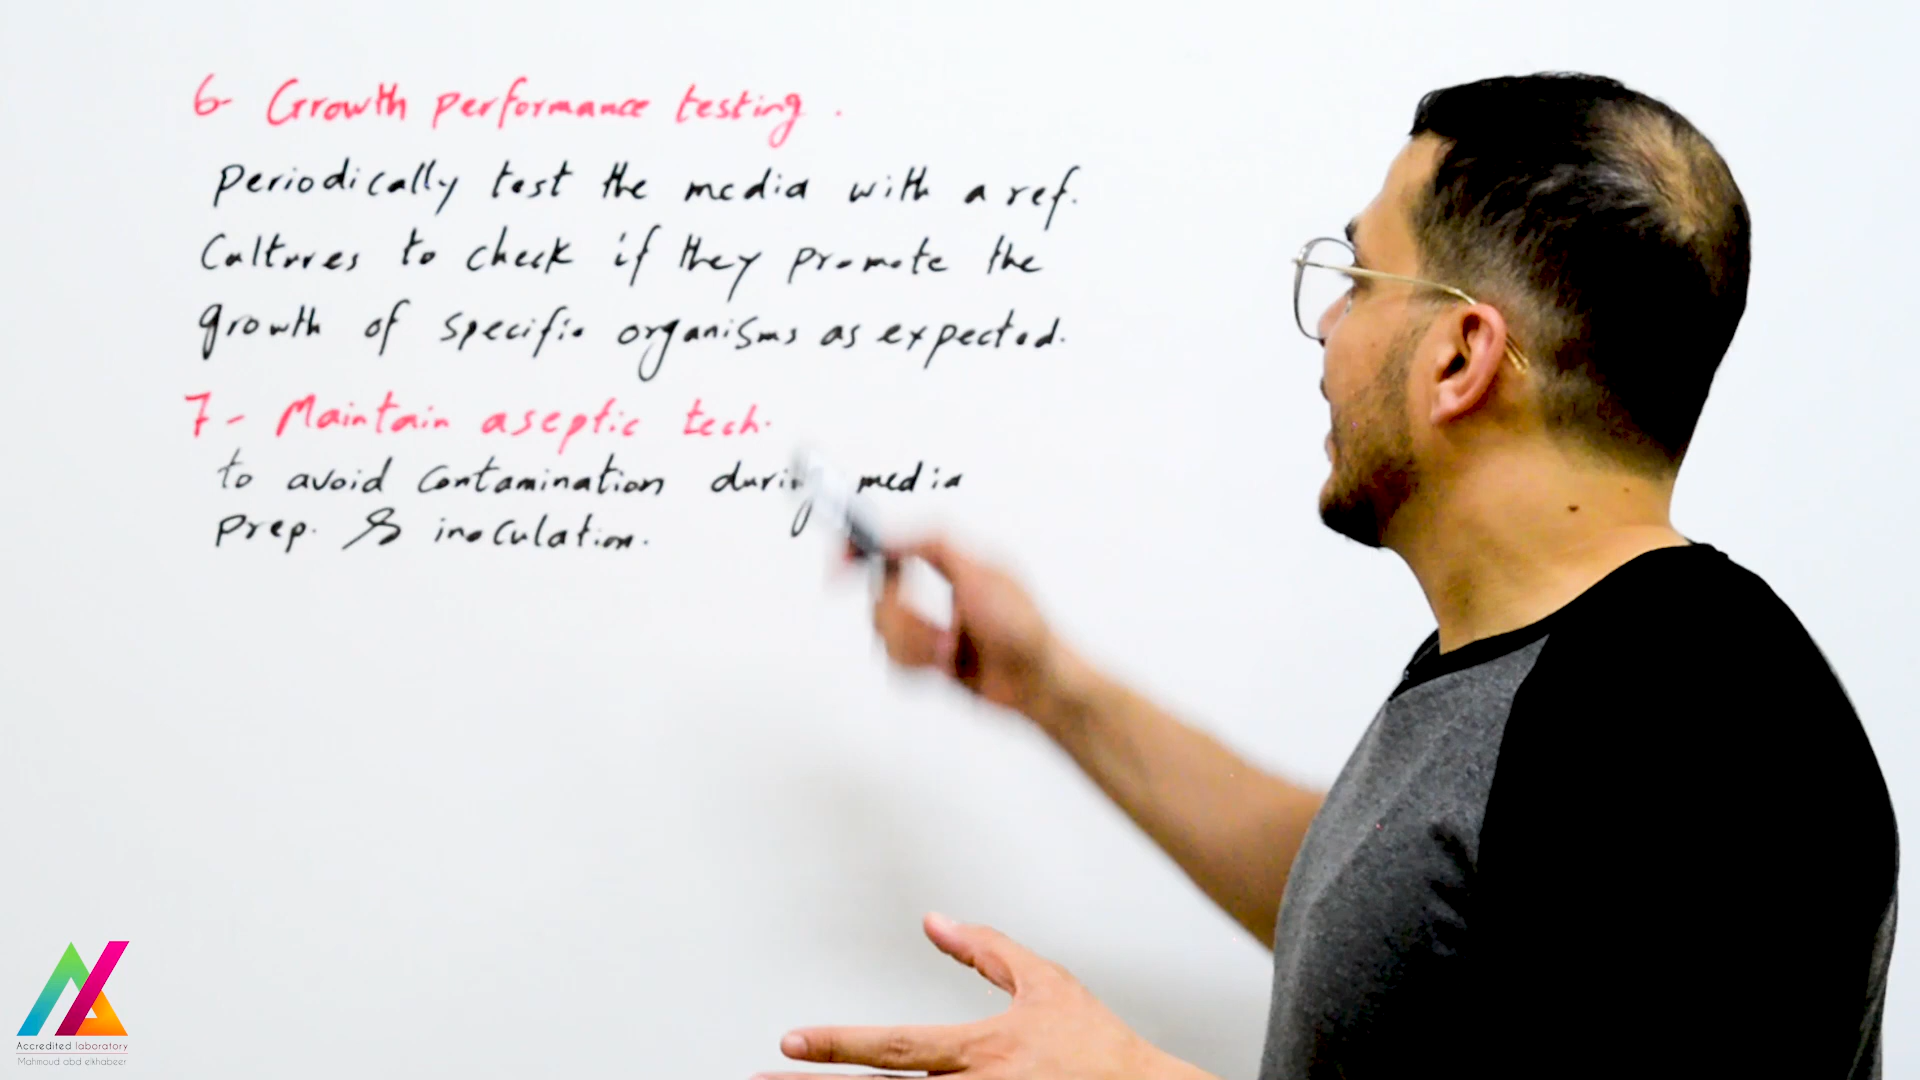 6- Growth performance testing.
Periodically test the media with a ref.
Cultures to check if they promote the
growth of specific organisms as expected.
7- Maintain aseptic tech.
to avoid contamination during media
prep. & inoculation.
Accredited laboratory
Mahmoud abd elkhabeer